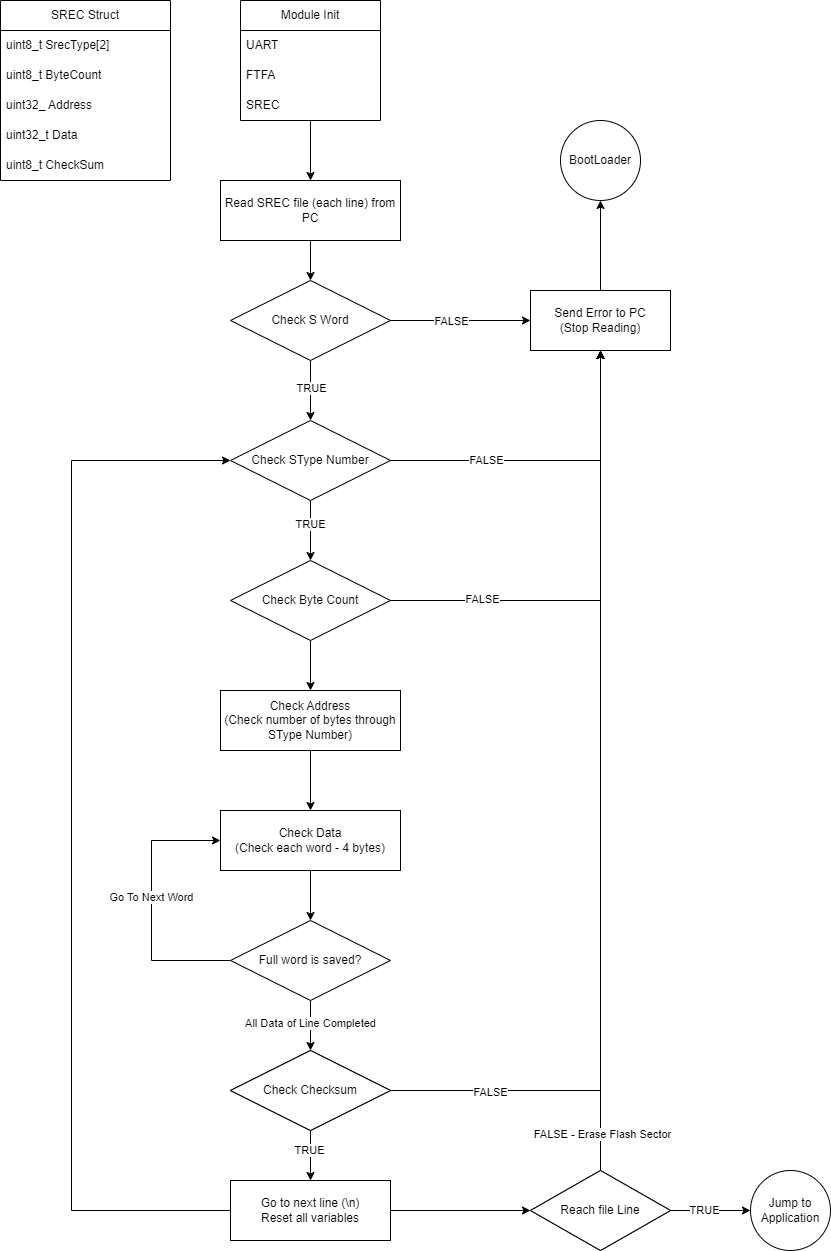 SREC Struct
uint8_t SrecType[2]
uint8_t ByteCount
uint32_ Address
uint32_t Data
uint8_t CheckSum
Module Init
UART
FTFA
SREC
BootLoader
Read SREC file (each line) from
PC
Check S Word
FALSE
Send Error to PC
(Stop Reading)
TRUE
Check SType Number
FALSE
TRUE
Check Byte Count
FALSE
Check Address
(Check number of bytes through
SType Number)
Check Data
(Check each word - 4 bytes)
Go To Next Word
Full word is saved?
All Data of Line Completed
Check Checksum
FALSE
FALSE - Erase Flash Sector
TRUE
Go to next line (\n)
Reset all variables
Reach file Line
TRUE
Jump to
Application